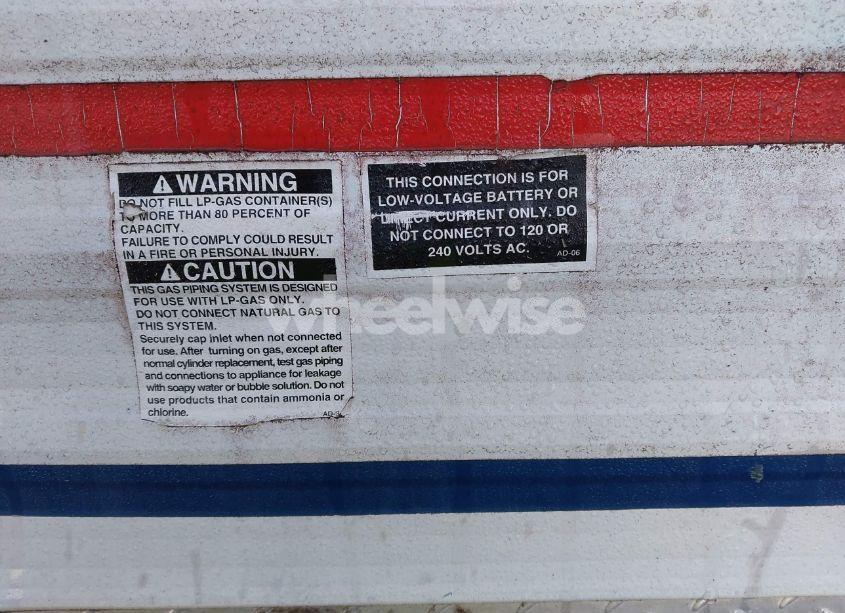 WARNING
DO NOT FILL LP-GAS CONTAINER(S)
TO MORE THAN 80 PERCENT OF
CAPACITY.
FAILURE TO COMPLY COULD RESULT
IN A FIRE OR PERSONAL INJURY.
CAUTION
THIS GAS PIPING SYSTEM IS DESIGNED
FOR USE WITH LP-GAS ONLY.
DO NOT CONNECT NATURAL GAS TO
THIS SYSTEM.
Securely cap inlet when not connected
for use. After turning on gas, except after
normal cylinder replacement, test gas piping
and connections to appliance for leakage
with soapy water or bubble solution. Do not
use products that contain ammonia or
chlorine.
THIS CONNECTION IS FOR
LOW-VOLTAGE BATTERY OR
DIRECT CURRENT ONLY. DO
NOT CONNECT TO 120 OR
240 VOLTS AC.
AD-06
wheelwise